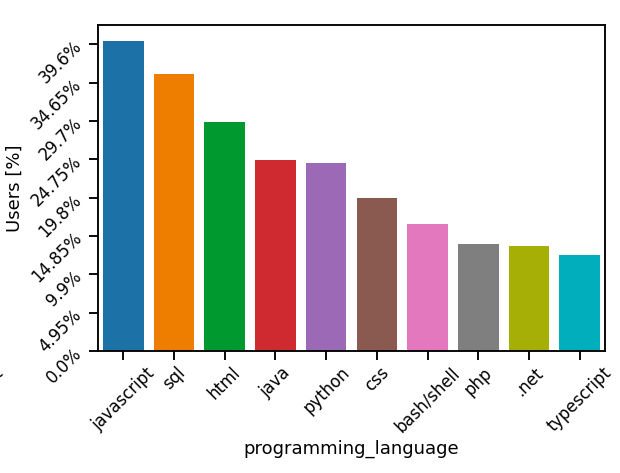 39.6%
34.65%
29.7%
24.75%
19.8%
14.85%
9.9%
4.95%
0.0%
Users [%]
javascript
sql
html
java
python
css
bash/shell
php
.net
typescript
programming_language